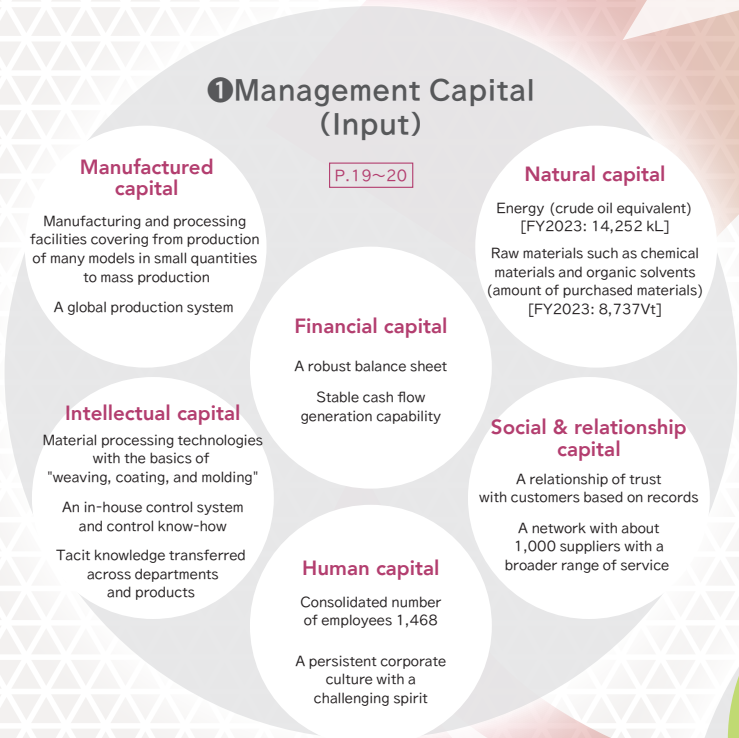 ❶Management Capital
(Input)
P.19~20
Manufactured
capital
Manufacturing and processing
facilities covering from production
of many models in small quantities
to mass production
A global production system
Natural capital
Energy (crude oil equivalent)
[FY2023: 14,252 kL]
Raw materials such as chemical
materials and organic solvents
(amount of purchased materials)
[FY2023: 8,737Vt]
Financial capital
A robust balance sheet
Stable cash flow
generation capability
Intellectual capital
Material processing technologies
with the basics of
"weaving, coating, and molding"
An in-house control system
and control know-how
Tacit knowledge transferred
across departments
and products
Social & relationship
capital
A relationship of trust
with customers based on records
A network with about
1,000 suppliers with a
broader range of service
Human capital
Consolidated number
of employees 1,468
A persistent corporate
culture with a
challenging spirit